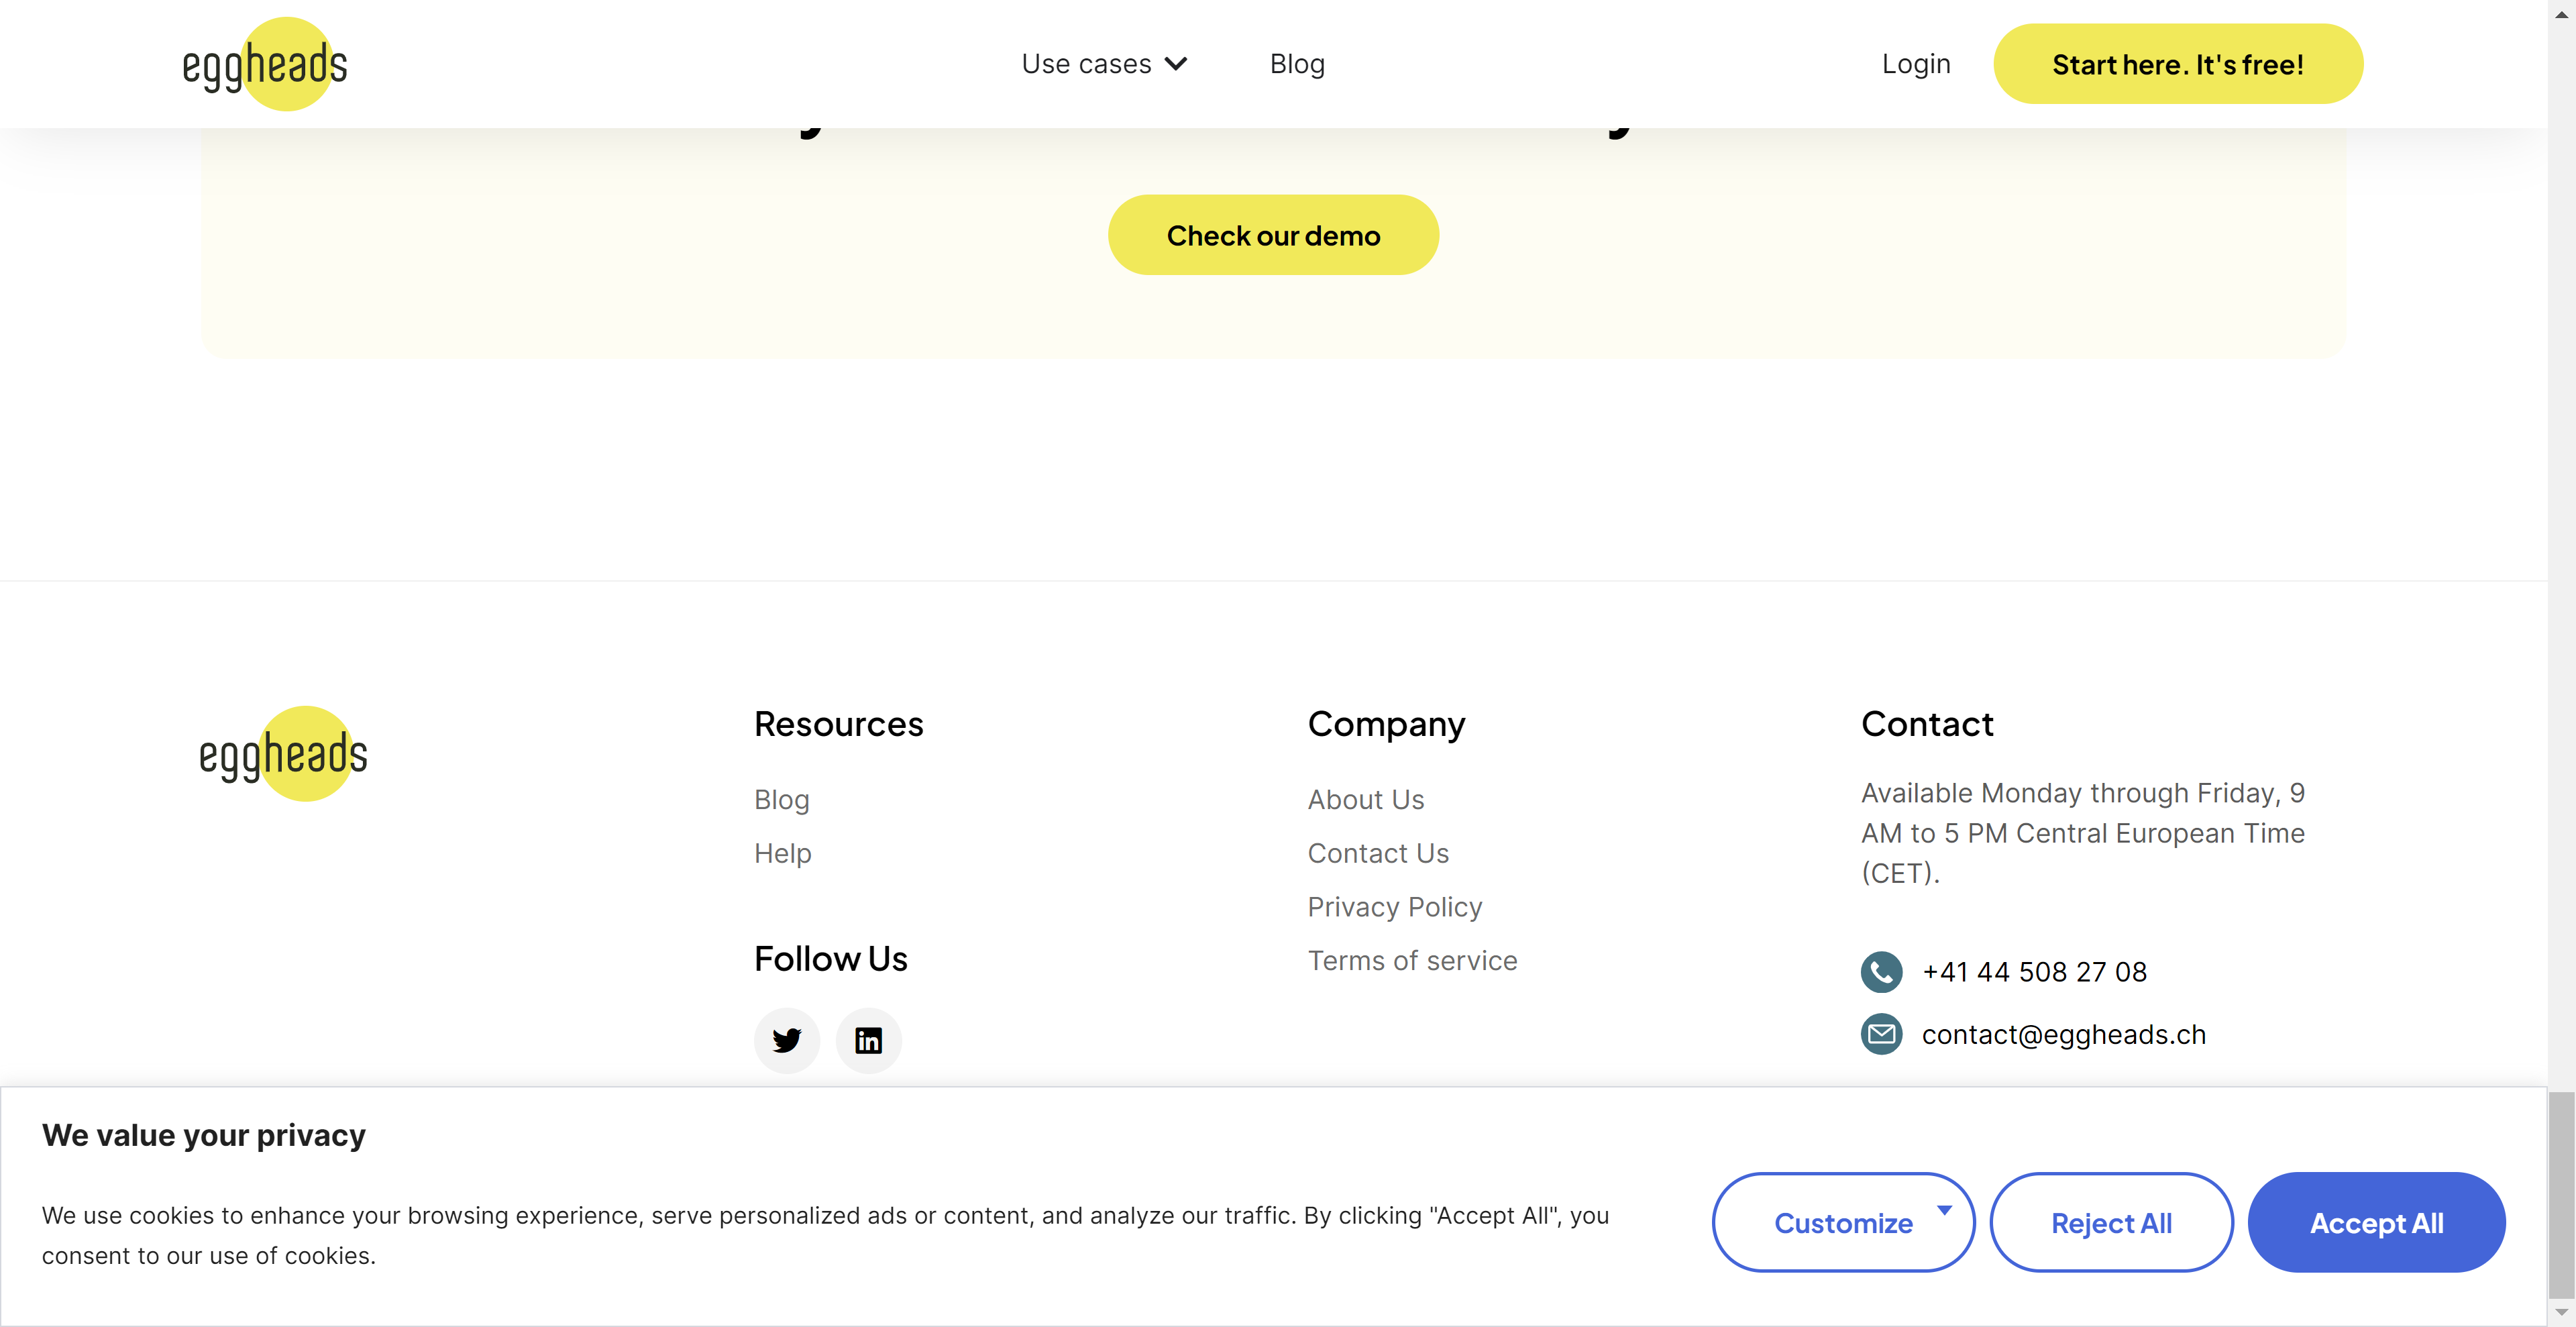 eggheads
Use cases
Blog
Login
Start here. It's free!
Check our demo
eggheads
Resources
Blog
Help
Follow Us
Company
About Us
Contact Us
Privacy Policy
Terms of service
Contact
Available Monday through Friday, 9
AM to 5 PM Central European Time
(CET).
+41 44 508 27 08
contact@eggheads.ch
We value your privacy
We use cookies to enhance your browsing experience, serve personalized ads or content, and analyze our traffic. By clicking "Accept All", you
consent to our use of cookies.
Customize
Reject All
Accept All